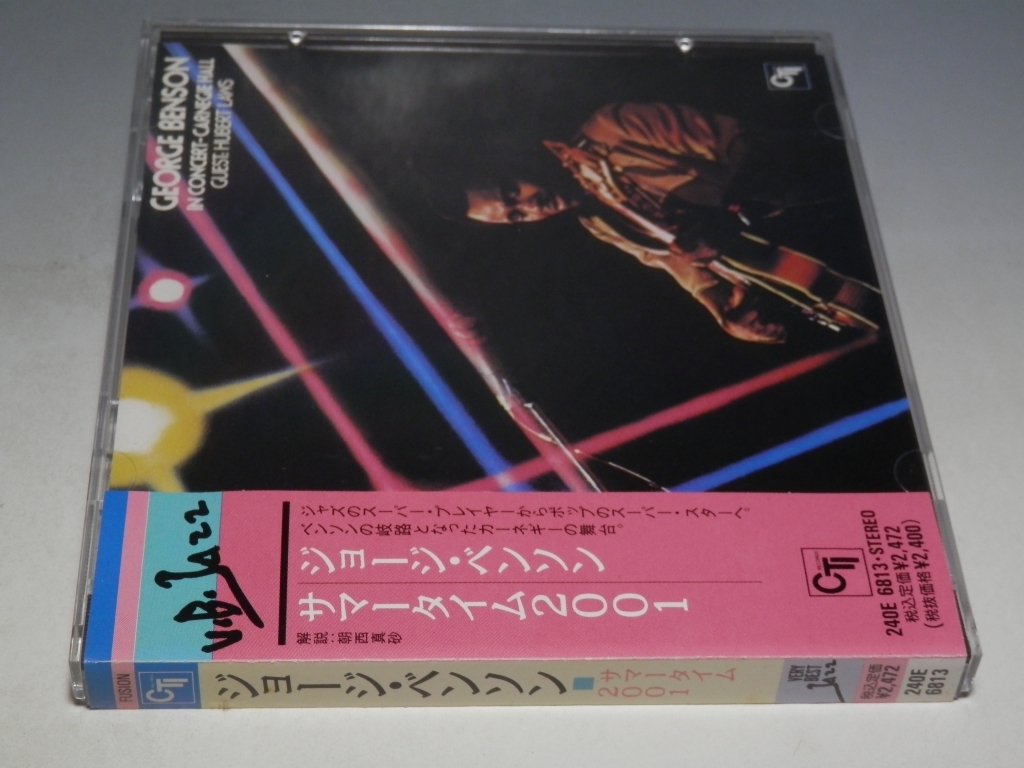 GEORGE BENSON
IN CONCERT-CARNEGIE HALL
GUEST: HUBERT LAWS
CTI
V.B. Jazz
ジャズのスーパー・プレイヤーからポップのスーパー・スターへ。
ベンソンの岐路となったカーネギーの舞台。
ジョージ・ベンソン
サマータイム2001
解説:朝西真砂
CTI
240E 6813・STEREO
税込定価¥2,472
(税抜価格¥2,400)
FUSION
CTI
ジョージ・ベンソン■サマータイム
2001
VERY
BEST
Jazz
税込定価
¥2,472
240E
6813